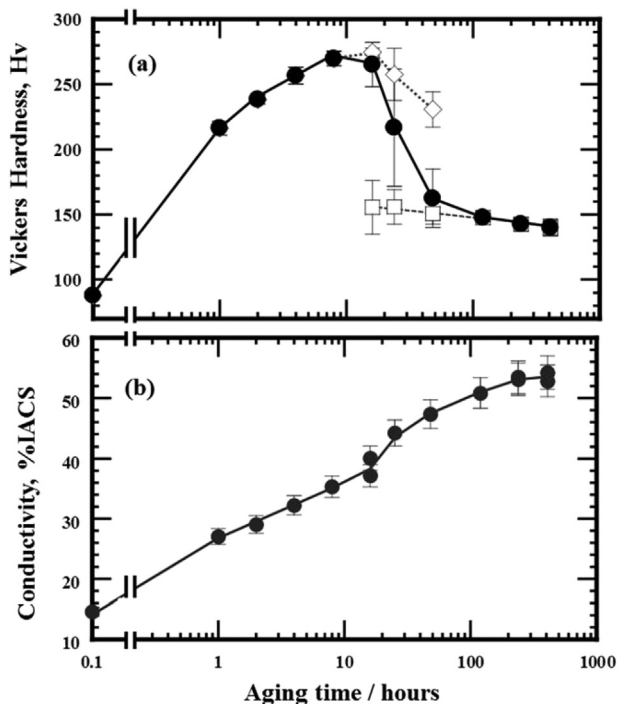 300
(a)
250
200
150
100
Vickers Hardness, Hv
60
(b)
50
40
30
20
10
Conductivity, %IACS
0.1 1 10 100 1000
Aging time / hours